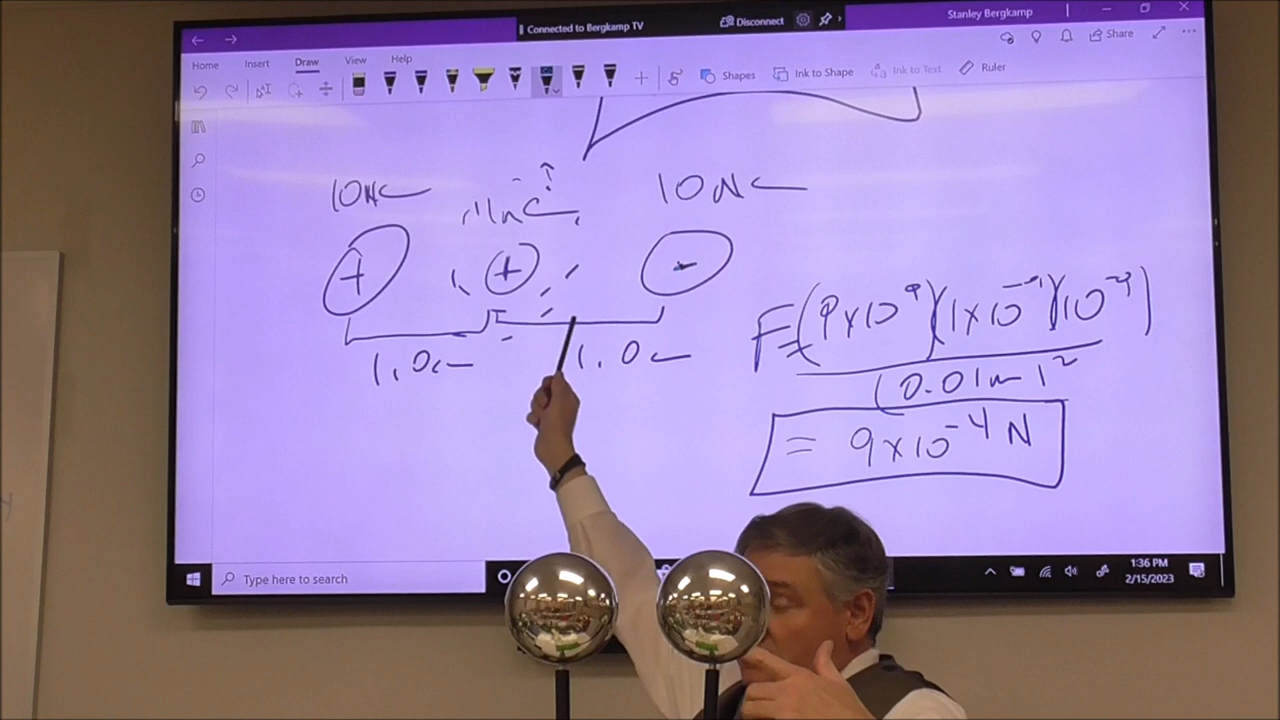 Connected to Bergkamp TV
Disconnect
Stanley Bergkamp
Home Insert Draw View Help
Share
Shapes Ink to Shape Ink to Text Ruler
10nC 1nC ? 10nC
+ + -
1.0c 1.0c
F=(9x10⁹)(1x10⁻⁹)(10⁻⁹)
(0.01m)²
= 9x10⁻⁴ N
Type here to search
1:36 PM
2/15/2023